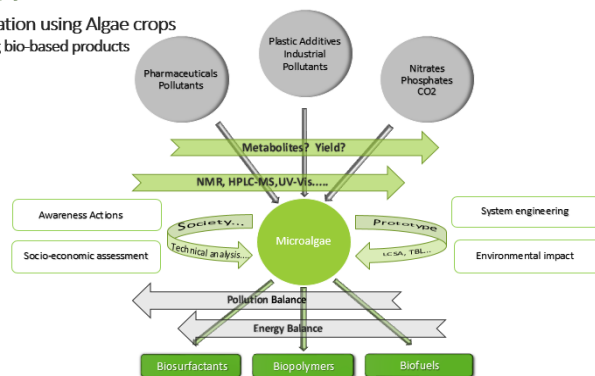 ation using Algae crops
bio-based products
Plastic Additives
Industrial
Pollutants
Pharmaceuticals
Pollutants
Nitrates
Phosphates
CO2
Metabolites? Yield?
NMR, HPLC-MS,UV-Vis.....
Awareness Actions
Society...
Prototype
System engineering
Microalgae
Socio-economic assessment
Technical analysis....
LCSA, TBL...
Environmental impact
Pollution Balance
Energy Balance
Biosurfactants
Biopolymers
Biofuels